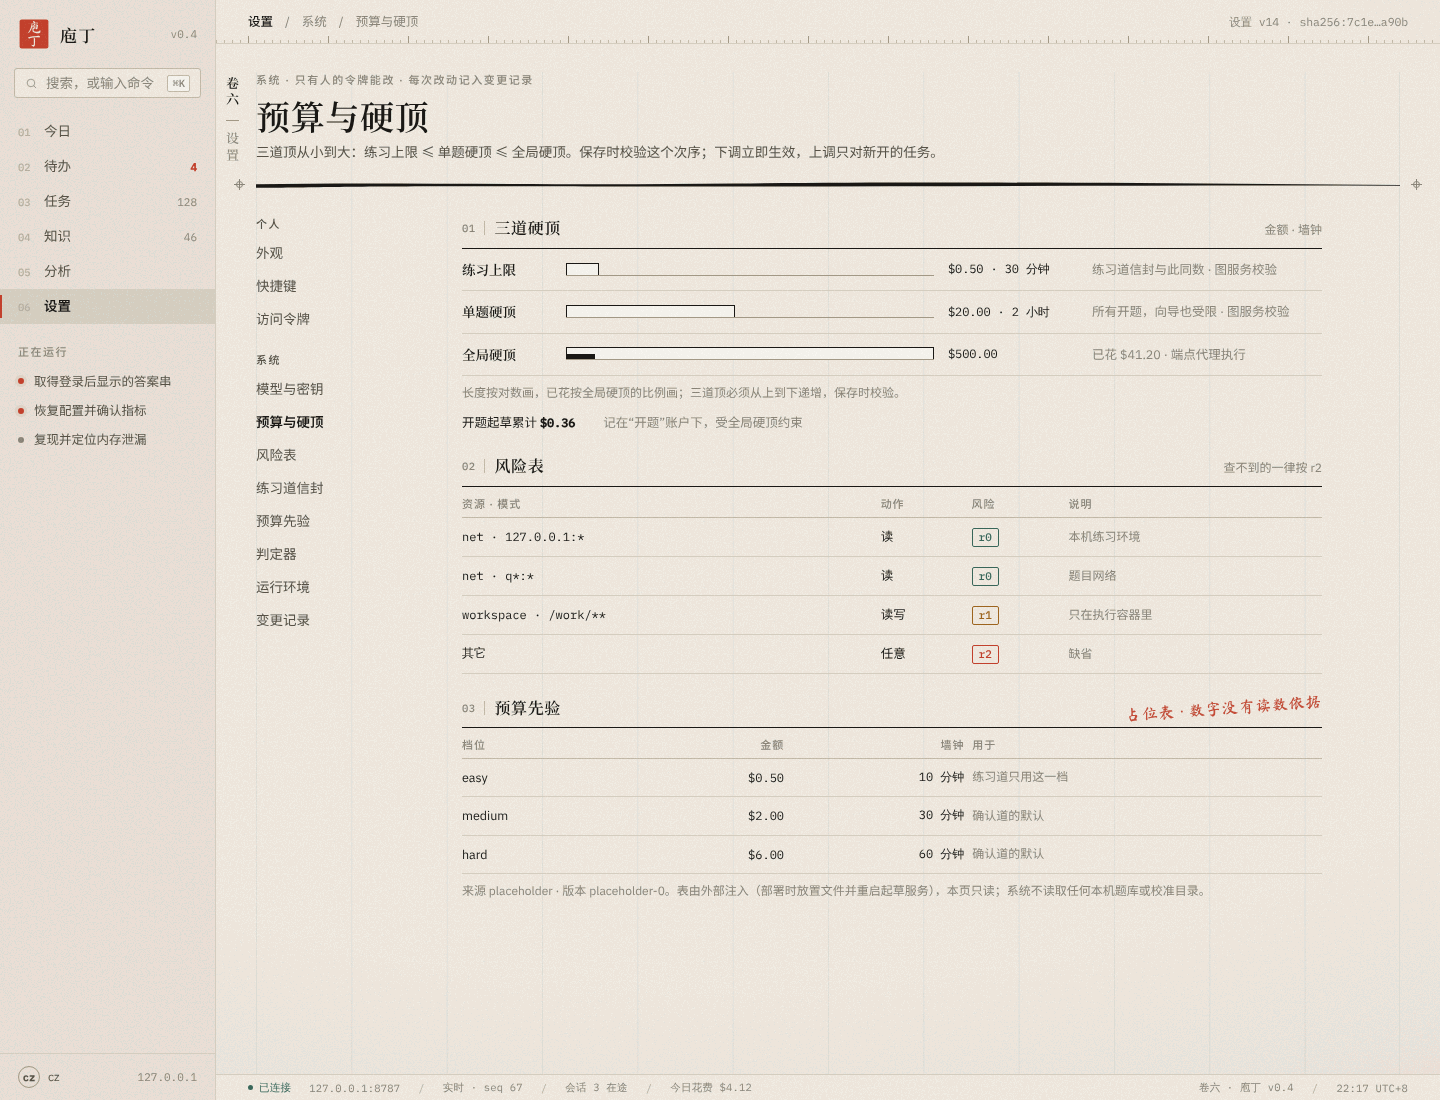 庖丁 庖丁 v0.4
搜索，或输入命令 ⌘K
01 今日
02 待办 4
03 任务 128
04 知识 46
05 分析
06 设置
正在运行
取得登录后显示的答案串
恢复配置并确认指标
复现并定位内存泄漏
cz cz 127.0.0.1
设置 / 系统 / 预算与硬顶 设置 v14 · sha256:7c1e…a90b
卷六 设置
系统 · 只有人的令牌能改 · 每次改动记入变更记录
预算与硬顶
三道顶从小到大：练习上限 ⩽ 单题硬顶 ⩽ 全局硬顶。保存时校验这个次序；下调立即生效，上调只对新开的任务。
个人
外观
快捷键
访问令牌
系统
模型与密钥
预算与硬顶
风险表
练习道信封
预算先验
判定器
运行环境
变更记录
01 三道硬顶 金额 · 墙钟
练习上限 $0.50 · 30 分钟 练习道信封与此同数 · 图服务校验
单题硬顶 $20.00 · 2 小时 所有开题，向导也受限 · 图服务校验
全局硬顶 $500.00 已花 $41.20 · 端点代理执行
长度按对数画，已花按全局硬顶的比例画；三道顶必须从上到下递增，保存时校验。
开题起草累计 $0.36 记在“开题”账户下，受全局硬顶约束
02 风险表 查不到的一律按 r2
资源 · 模式 动作 风险 说明
net · 127.0.0.1:* 读 r0 本机练习环境
net · q*:* 读 r0 题目网络
workspace · /work/** 读写 r1 只在执行容器里
其它 任意 r2 缺省
03 预算先验 占位表 · 数字没有读数依据
档位 金额 墙钟 用于
easy $0.50 10 分钟 练习道只用这一档
medium $2.00 30 分钟 确认道的默认
hard $6.00 60 分钟 确认道的默认
来源 placeholder · 版本 placeholder-0。表由外部注入（部署时放置文件并重启起草服务），本页只读；系统不读取任何本机题库或校准目录。
已连接 127.0.0.1:8787 / 实时 · seq 67 / 会话 3 在途 / 今日花费 $4.12 卷六 · 庖丁 v0.4 / 22:17 UTC+8